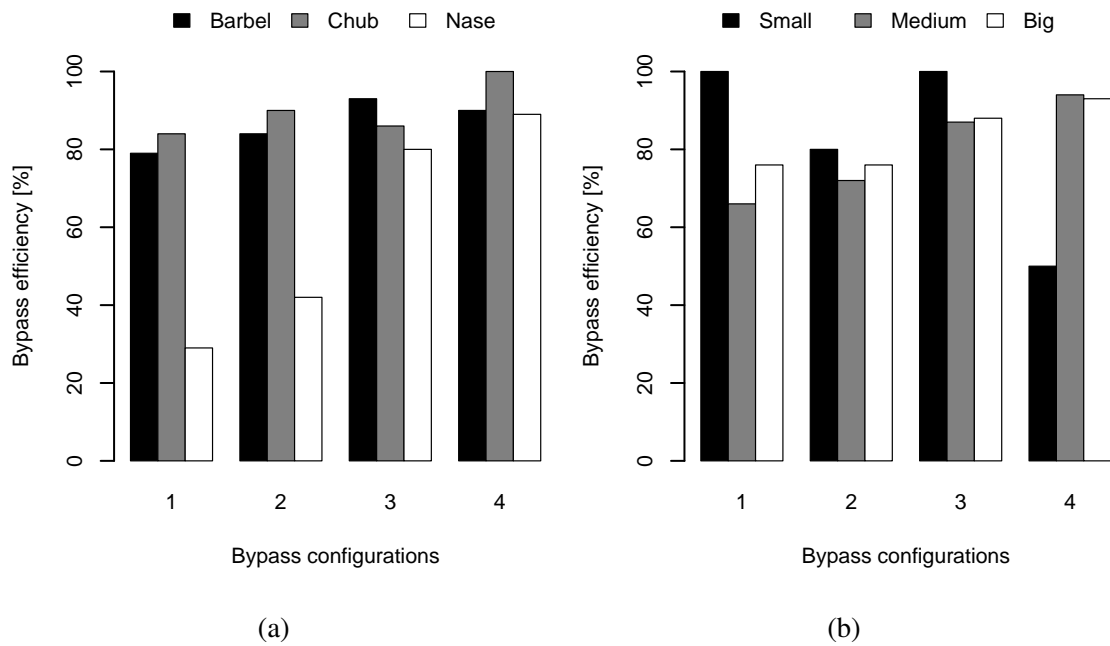 Barbel Chub Nase
Bypass efficiency [%]
0 20 40 60 80 100
1 2 3 4
Bypass configurations
(a)
Small Medium Big
Bypass efficiency [%]
0 20 40 60 80 100
1 2 3 4
Bypass configurations
(b)